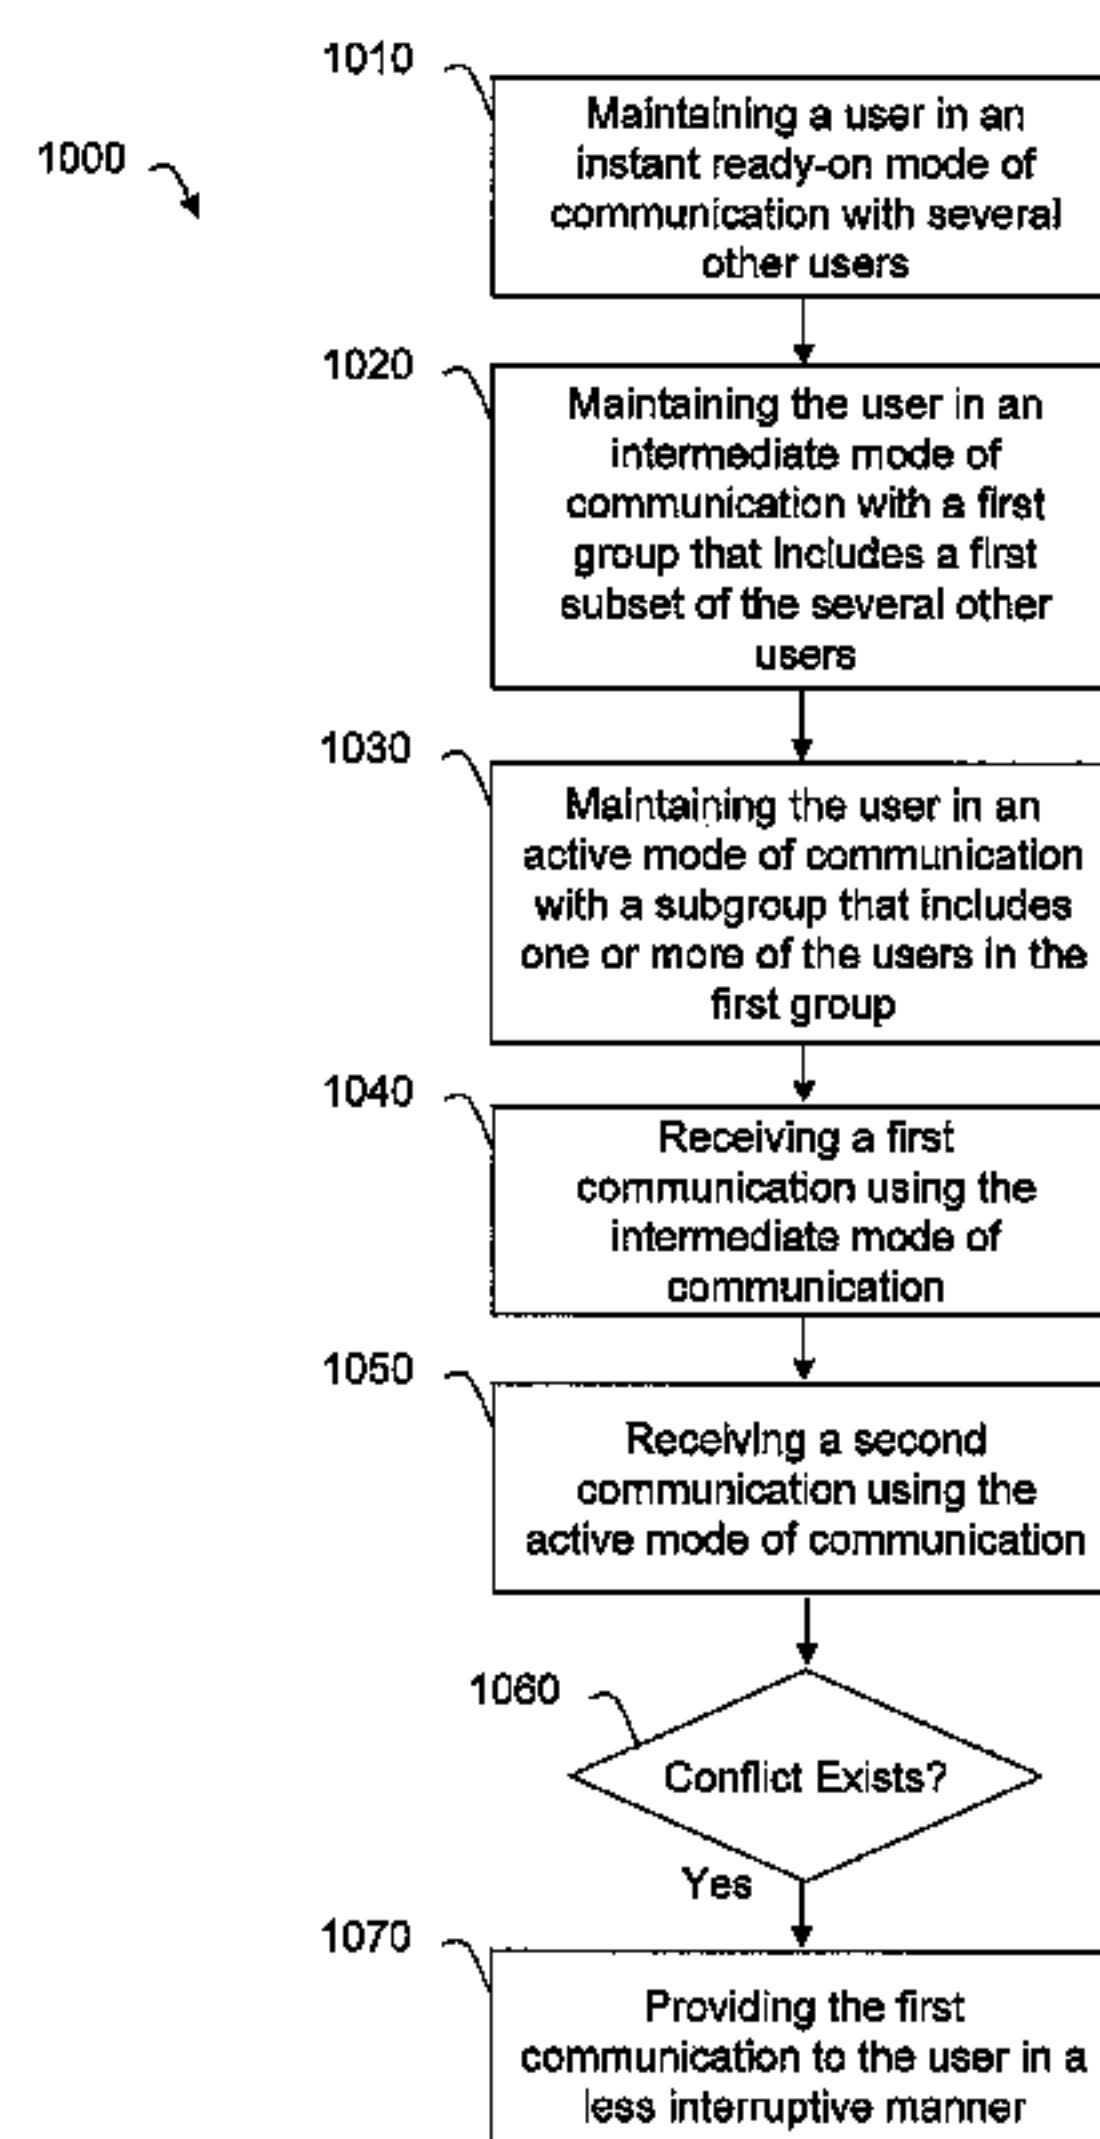 1010
Maintaining a user in an
instant ready-on mode of
communication with several
other users
1000
1020
Maintaining the user in an
intermediate mode of
communication with a first
group that includes a first
subset of the several other
users
1030
Maintaining the user in an
active mode of communication
with a subgroup that includes
one or more of the users in the
first group
1040
Receiving a first
communication using the
intermediate mode of
communication
1050
Receiving a second
communication using the
active mode of communication
1060
Conflict Exists?
Yes
1070
Providing the first
communication to the user in a
less interruptive manner